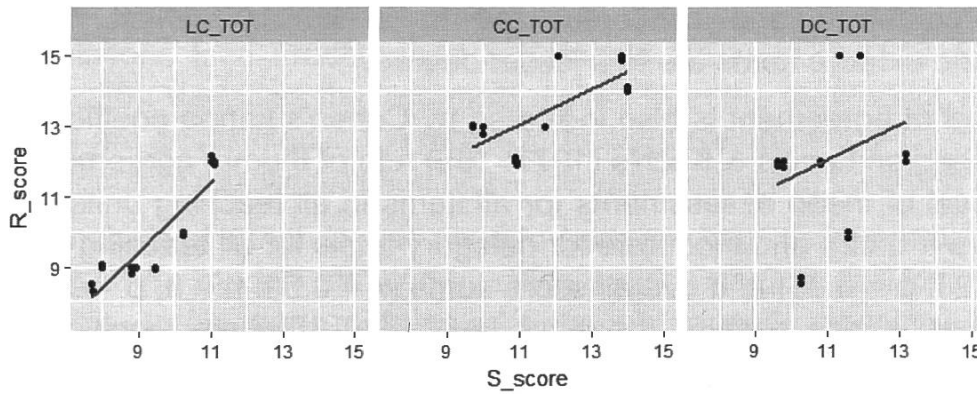 LC_TOT CC_TOT DC_TOT
15
13
11
9
R_score
9 11 13 15 9 11 13 15 9 11 13 15
S_score